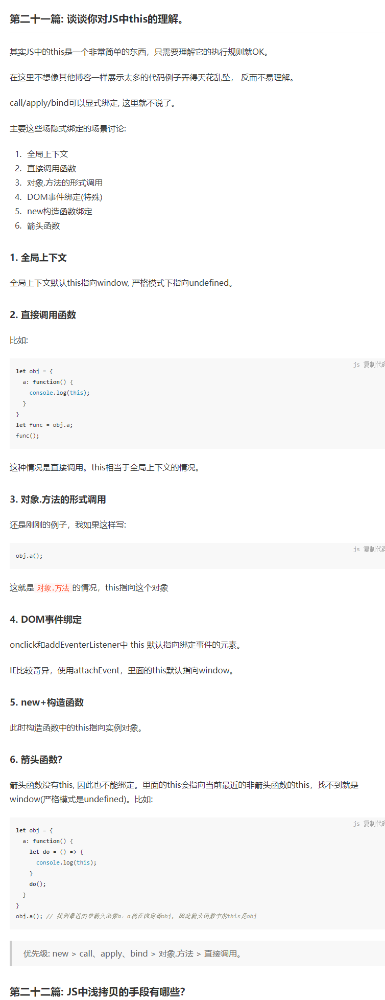 第二十一篇: 谈谈你对JS中this的理解。
其实JS中的this是一个非常简单的东西，只需要理解它的执行规则就OK。
在这里不想像其他博客一样展示太多的代码例子弄得天花乱坠， 反而不易理解。
call/apply/bind可以显式绑定, 这里就不说了。
主要这些场隐式绑定的场景讨论:
1. 全局上下文
2. 直接调用函数
3. 对象.方法的形式调用
4. DOM事件绑定(特殊)
5. new构造函数绑定
6. 箭头函数
1. 全局上下文
全局上下文默认this指向window, 严格模式下指向undefined。
2. 直接调用函数
比如:
js 复制代码
let obj = {
  a: function() {
    console.log(this);
  }
}
let func = obj.a;
func();
这种情况是直接调用。this相当于全局上下文的情况。
3. 对象.方法的形式调用
还是刚刚的例子，我如果这样写:
js 复制代码
obj.a();
这就是 对象.方法 的情况，this指向这个对象
4. DOM事件绑定
onclick和addEventerListener中 this 默认指向绑定事件的元素。
IE比较奇异，使用attachEvent，里面的this默认指向window。
5. new+构造函数
此时构造函数中的this指向实例对象。
6. 箭头函数?
箭头函数没有this, 因此也不能绑定。里面的this会指向当前最近的非箭头函数的this，找不到就是
window(严格模式是undefined)。比如:
js 复制代码
let obj = {
  a: function() {
    let do = () => {
      console.log(this);
    }
    do();
  }
}
obj.a(); // 找到最近的非箭头函数a，a现在绑定着obj, 因此箭头函数中的this是obj
优先级: new > call、apply、bind > 对象.方法 > 直接调用。
第二十二篇: JS中浅拷贝的手段有哪些?